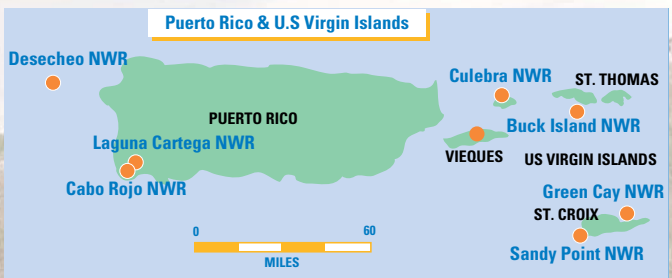 Puerto Rico & U.S Virgin Islands
Desecheo NWR
Culebra NWR
ST. THOMAS
PUERTO RICO
Buck Island NWR
Laguna Cartega NWR
VIEQUES
US VIRGIN ISLANDS
Cabo Rojo NWR
Green Cay NWR
ST. CROIX
0 60
Sandy Point NWR
MILES